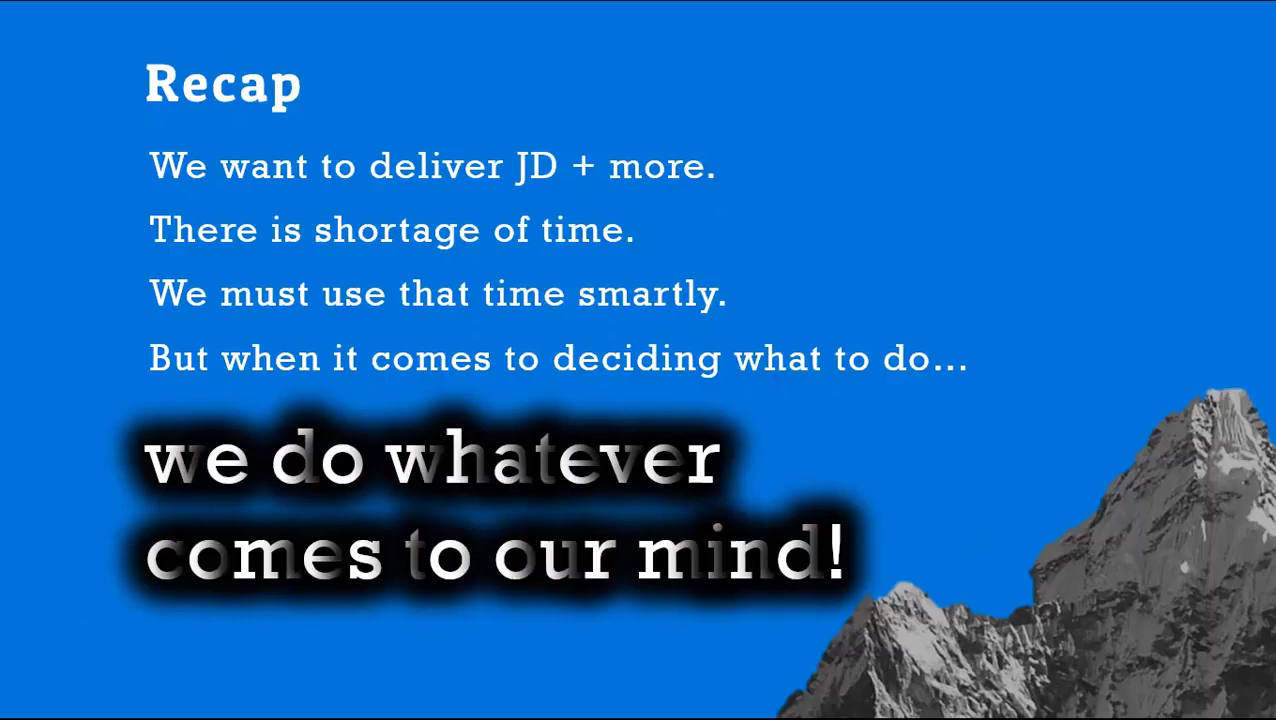 Recap
We want to deliver JD + more.
There is shortage of time.
We must use that time smartly.
But when it comes to deciding what to do...
we do whatever
comes to our mind!